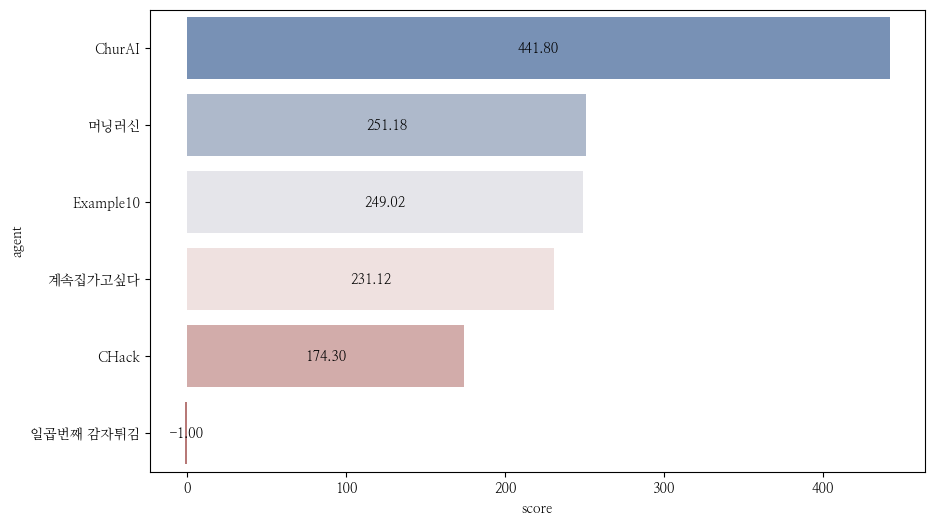 ChurAI
441.80
머닝러신
251.18
Example10
249.02
계속집가고싶다
231.12
CHack
174.30
일곱번째 감자튀김
−1.00
agent
0 100 200 300 400
score